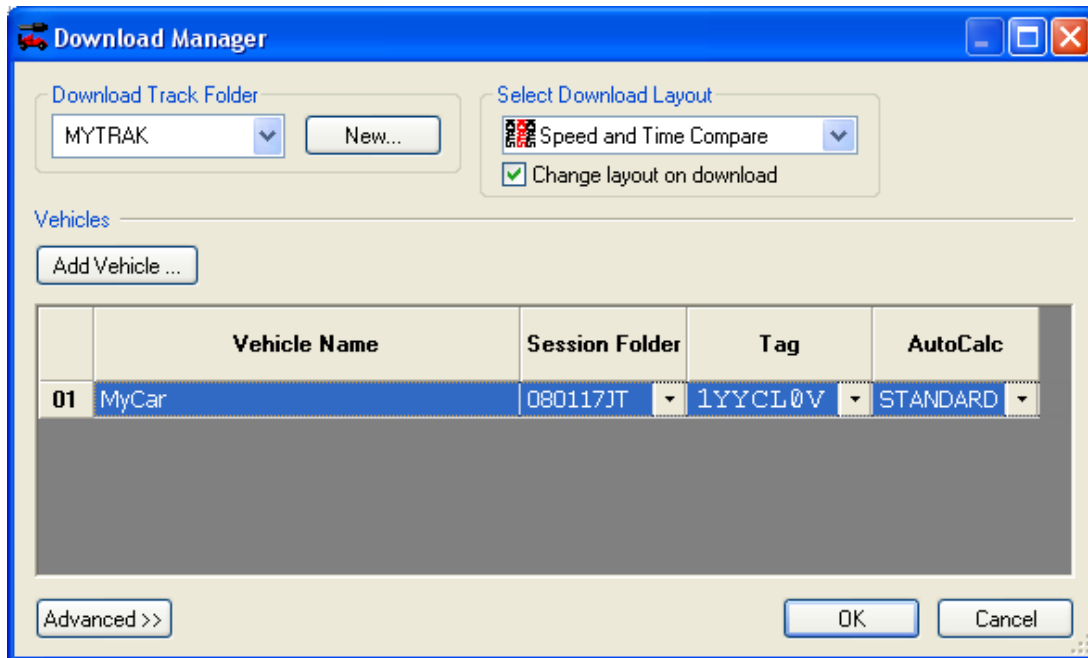 Download Manager
Download Track Folder
MYTRAK
New...
Select Download Layout
Speed and Time Compare
Change layout on download
Vehicles
Add Vehicle ...
Vehicle Name Session Folder Tag AutoCalc
01 MyCar 080117JT 1YYCL0V STANDARD
Advanced >> OK Cancel